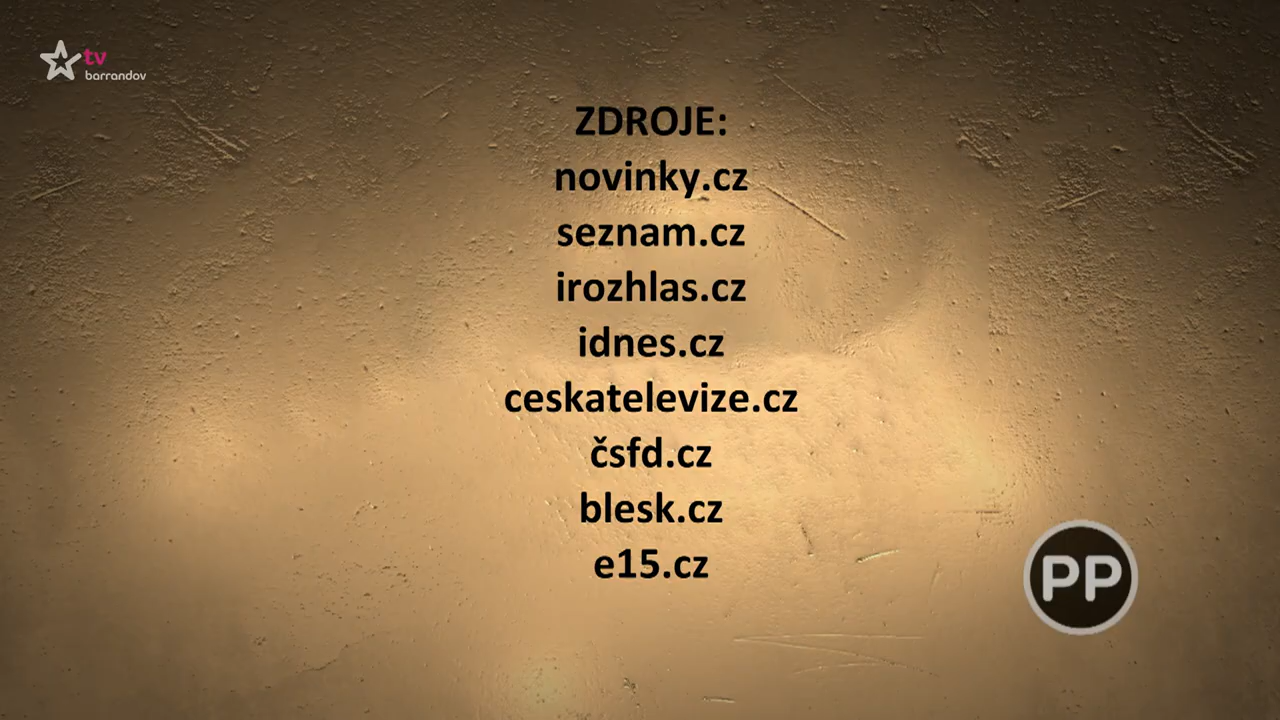 tv
barrandov
ZDROJE:
novinky.cz
seznam.cz
irozhlas.cz
idnes.cz
ceskatelevize.cz
čsfd.cz
blesk.cz
e15.cz
PP